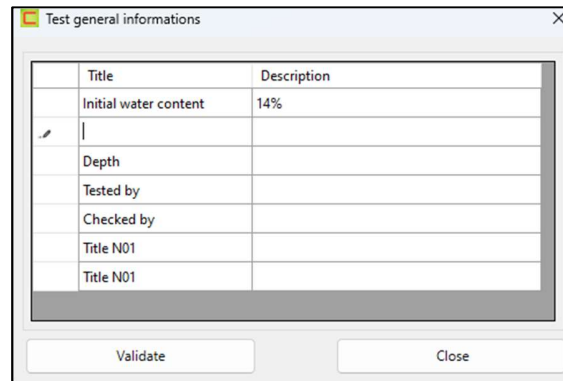 Test general informations
Title Description
Initial water content 14%
Depth
Tested by
Checked by
Title N01
Title N01
Validate Close